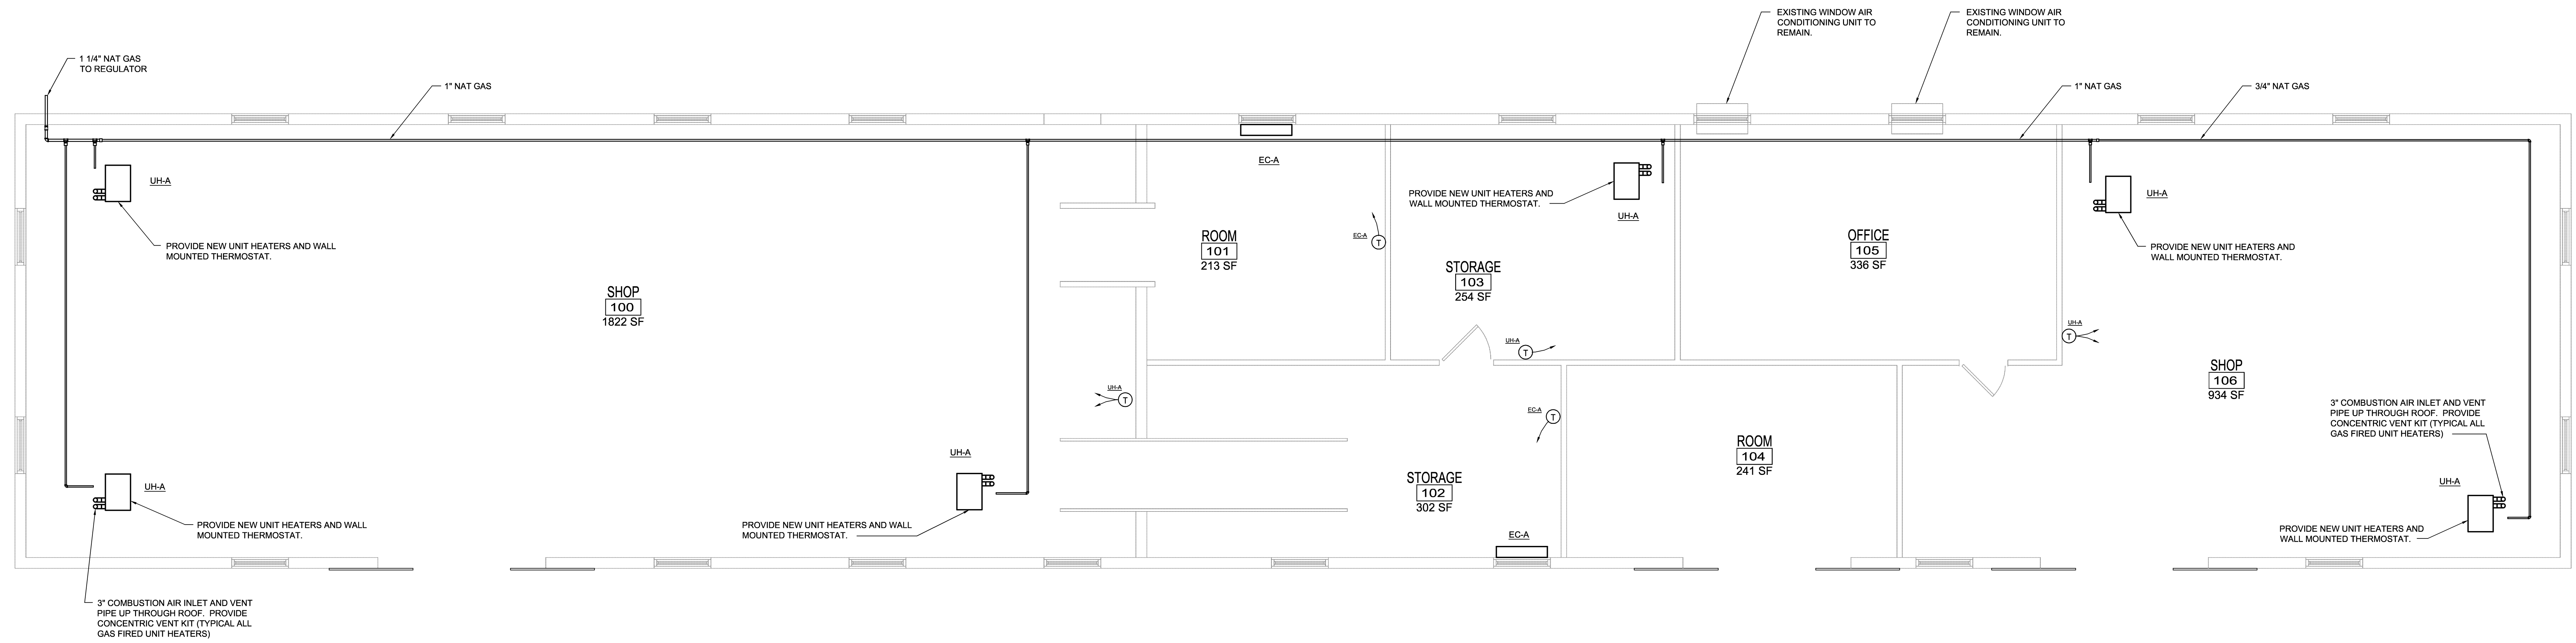 EXISTING WINDOW AIR
CONDITIONING UNIT TO
REMAIN.
EXISTING WINDOW AIR
CONDITIONING UNIT TO
REMAIN.
1 1/4" NAT GAS
TO REGULATOR
1" NAT GAS
1" NAT GAS
3/4" NAT GAS
EC-A
UH-A
PROVIDE NEW UNIT HEATERS AND WALL
MOUNTED THERMOSTAT.
PROVIDE NEW UNIT HEATERS AND
WALL MOUNTED THERMOSTAT.
UH-A
UH-A
PROVIDE NEW UNIT HEATERS AND
WALL MOUNTED THERMOSTAT.
ROOM
101
213 SF
EC-A
T
OFFICE
105
336 SF
STORAGE
103
254 SF
SHOP
100
1822 SF
UH-A
T
UH-A
T
SHOP
106
934 SF
UH-A
T
EC-A
T
3" COMBUSTION AIR INLET AND VENT
PIPE UP THROUGH ROOF. PROVIDE
CONCENTRIC VENT KIT (TYPICAL ALL
GAS FIRED UNIT HEATERS)
ROOM
104
241 SF
STORAGE
102
302 SF
UH-A
UH-A
UH-A
PROVIDE NEW UNIT HEATERS AND WALL
MOUNTED THERMOSTAT.
PROVIDE NEW UNIT HEATERS AND WALL
MOUNTED THERMOSTAT.
EC-A
PROVIDE NEW UNIT HEATERS AND
WALL MOUNTED THERMOSTAT.
3" COMBUSTION AIR INLET AND VENT
PIPE UP THROUGH ROOF. PROVIDE
CONCENTRIC VENT KIT (TYPICAL ALL
GAS FIRED UNIT HEATERS)